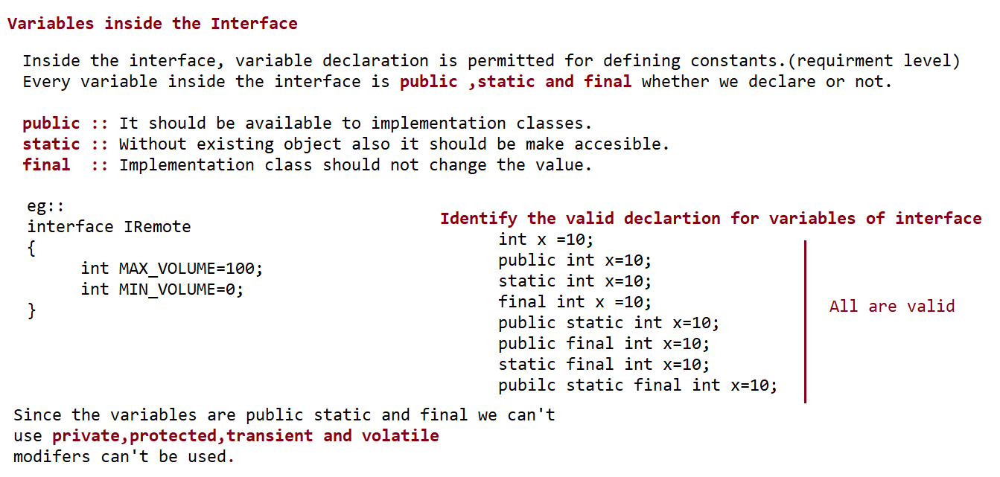 Variables inside the Interface
Inside the interface, variable declaration is permitted for defining constants.(requirment level)
Every variable inside the interface is public ,static and final whether we declare or not.
public :: It should be available to implementation classes.
static :: Without existing object also it should be make accesible.
final :: Implementation class should not change the value.
eg::
interface IRemote
{
int MAX_VOLUME=100;
int MIN_VOLUME=0;
}
Identify the valid declartion for variables of interface
int x =10;
public int x=10;
static int x=10;
final int x =10;
public static int x=10;
public final int x=10;
static final int x=10;
pubilc static final int x=10;
All are valid
Since the variables are public static and final we can't
use private,protected,transient and volatile
modifers can't be used.